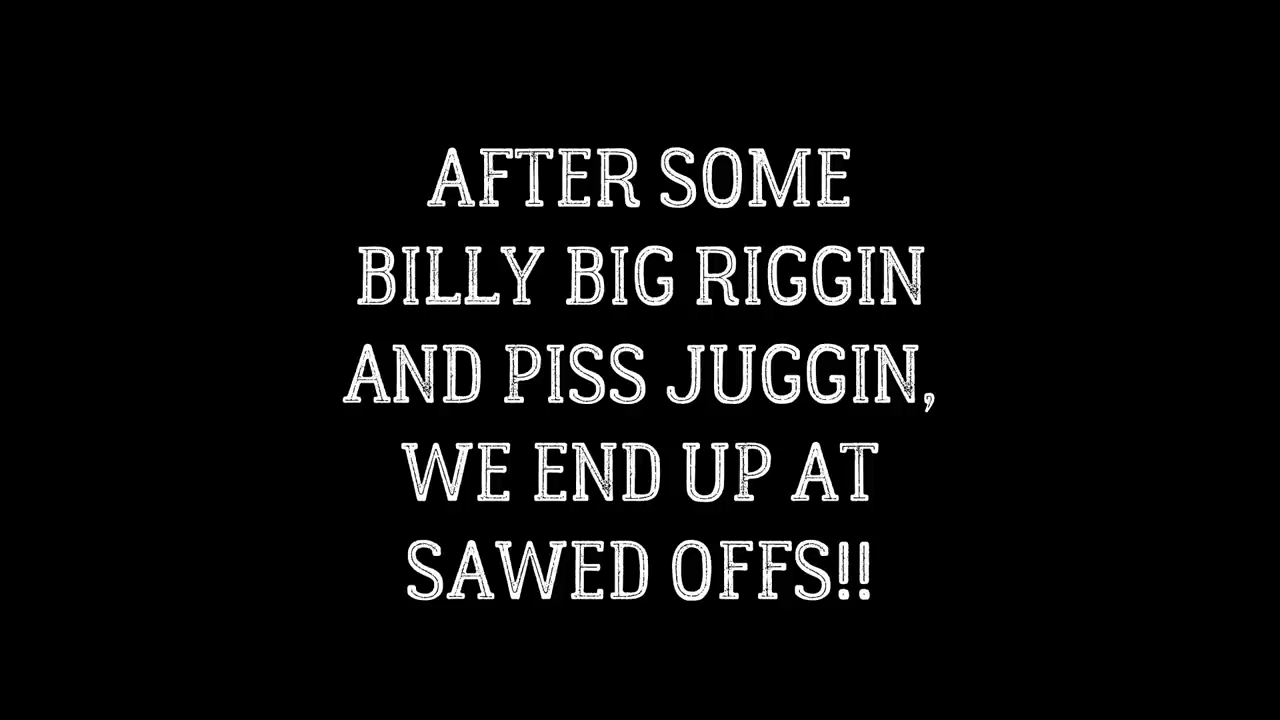 AFTER SOME
BILLY BIG RIGGIN
AND PISS JUGGIN,
WE END UP AT
SAWED OFFS!!